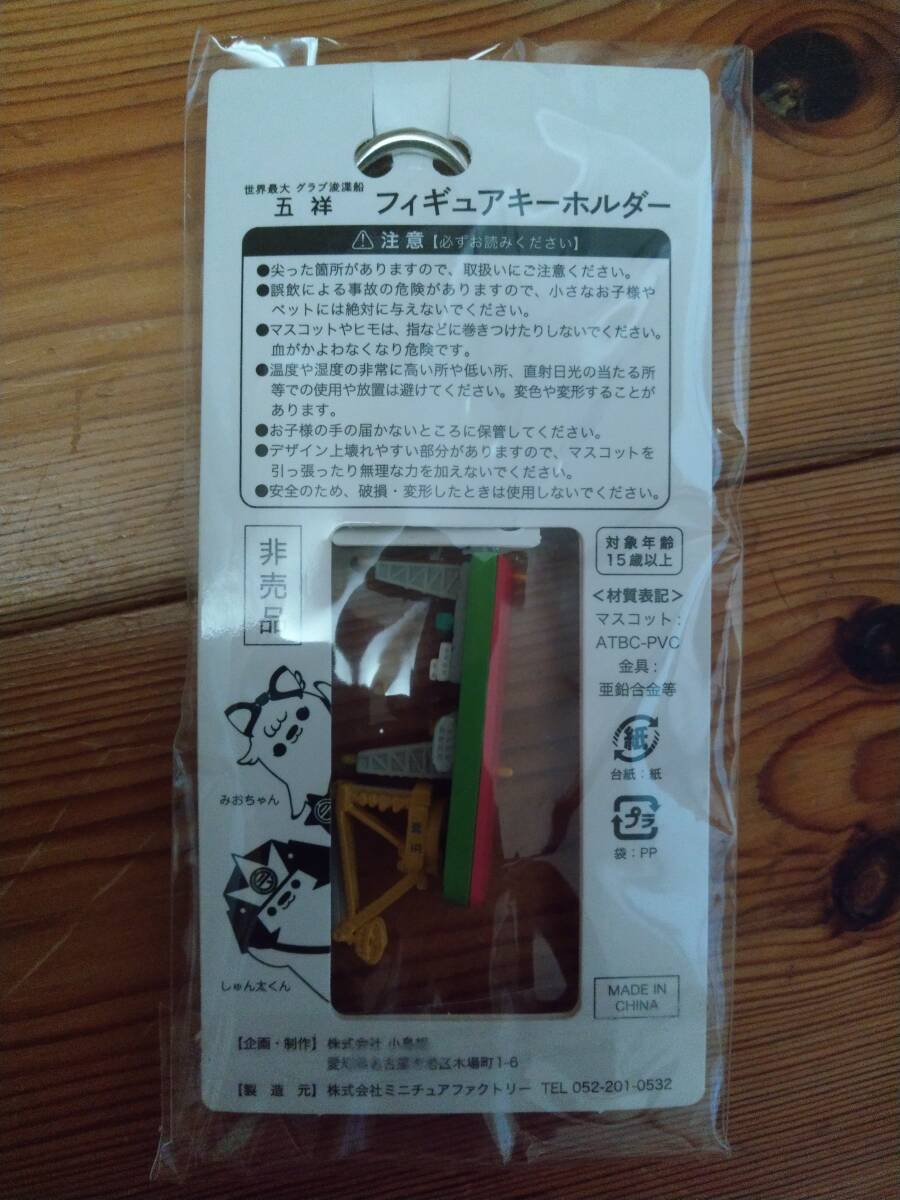 世界最大 グラブ浚渫船
五祥 フィギュアキーホルダー
注意【必ずお読みください】
●尖った箇所がありますので、取扱いにご注意ください。
●誤飲による事故の危険がありますので、小さなお子様や
ペットには絶対に与えないでください。
●マスコットやヒモは、指などに巻きつけたりしないでください。
血がかよわなくなり危険です。
●温度や湿度の非常に高い所や低い所、直射日光の当たる所
等での使用や放置は避けてください。変色や変形することが
あります。
●お子様の手の届かないところに保管してください。
●デザイン上壊れやすい部分がありますので、マスコットを
引っ張ったり無理な力を加えないでください。
●安全のため、破損・変形したときは使用しないでください。
非売品
対象年齢
15歳以上
<材質表記>
マスコット:
ATBC-PVC
金具:
亜鉛合金等
紙
台紙:紙
プラ
袋:PP
みおちゃん
しゅん太くん
MADE IN
CHINA
【企画・制作】 株式会社 小島組
木場町1-6
【製造元】 株式会社ミニチュアファクトリー TEL 052-201-0532